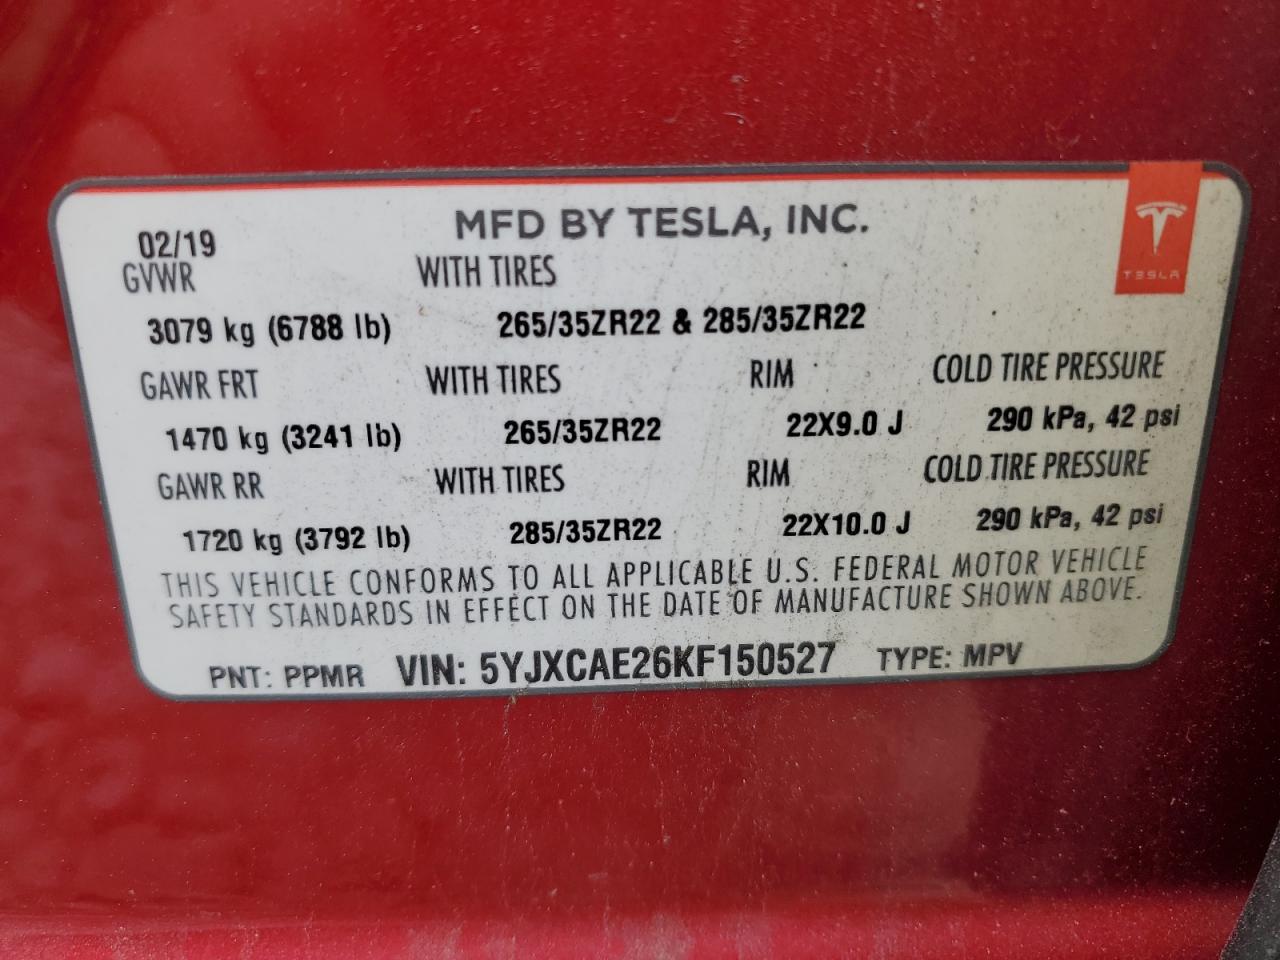 MFD BY TESLA, INC.
TESLA
02/19
GVWR WITH TIRES
3079 kg (6788 lb) 265/35ZR22 & 285/35ZR22
GAWR FRT WITH TIRES RIM COLD TIRE PRESSURE
1470 kg (3241 lb) 265/35ZR22 22X9.0 J 290 kPa, 42 psi
GAWR RR WITH TIRES RIM COLD TIRE PRESSURE
1720 kg (3792 lb) 285/35ZR22 22X10.0 J 290 kPa, 42 psi
THIS VEHICLE CONFORMS TO ALL APPLICABLE U.S. FEDERAL MOTOR VEHICLE
SAFETY STANDARDS IN EFFECT ON THE DATE OF MANUFACTURE SHOWN ABOVE.
PNT: PPMR VIN: 5YJXCAE26KF150527 TYPE: MPV